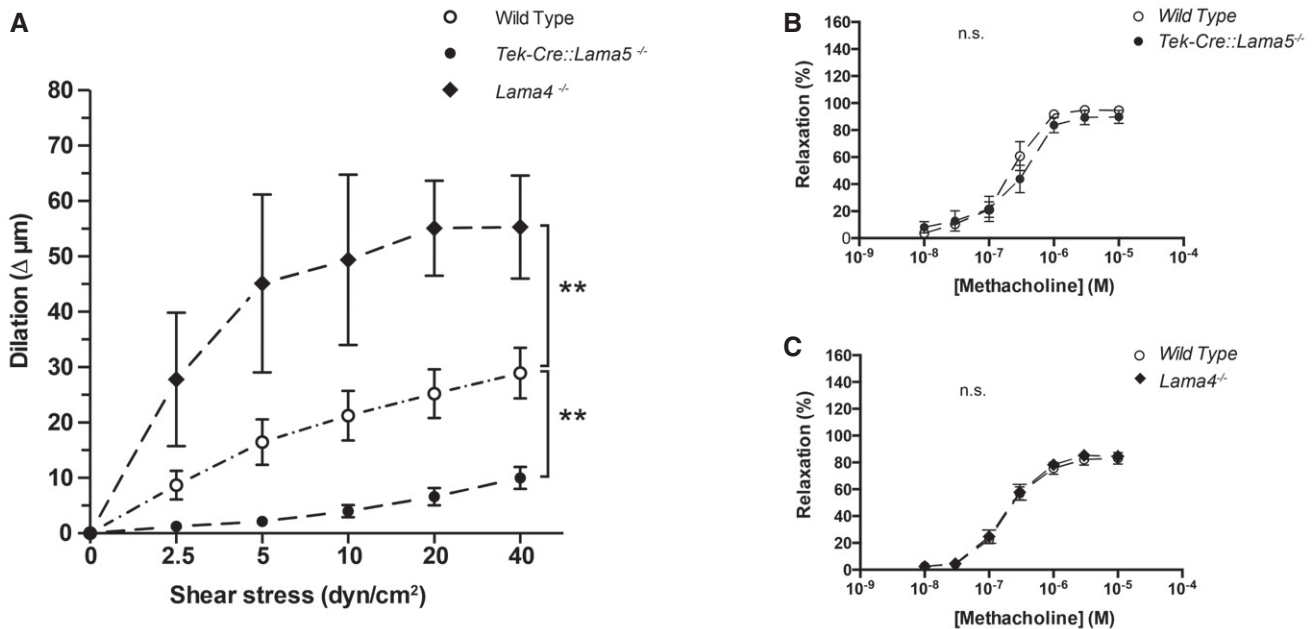 A
Wild Type
Tek-Cre::Lama5 -/-
Lama4 -/-
80
70
60
50
40
30
20
10
0
Dilation (Δ µm)
0 2.5 5 10 20 40
Shear stress (dyn/cm²)
**
**
B
Wild Type
Tek-Cre::Lama5-/-
n.s.
160
140
120
100
80
60
40
20
0
Relaxation (%)
10⁻⁹ 10⁻⁸ 10⁻⁷ 10⁻⁶ 10⁻⁵ 10⁻⁴
[Methacholine] (M)
C
Wild Type
Lama4-/-
n.s.
160
140
120
100
80
60
40
20
0
Relaxation (%)
10⁻⁹ 10⁻⁸ 10⁻⁷ 10⁻⁶ 10⁻⁵ 10⁻⁴
[Methacholine] (M)